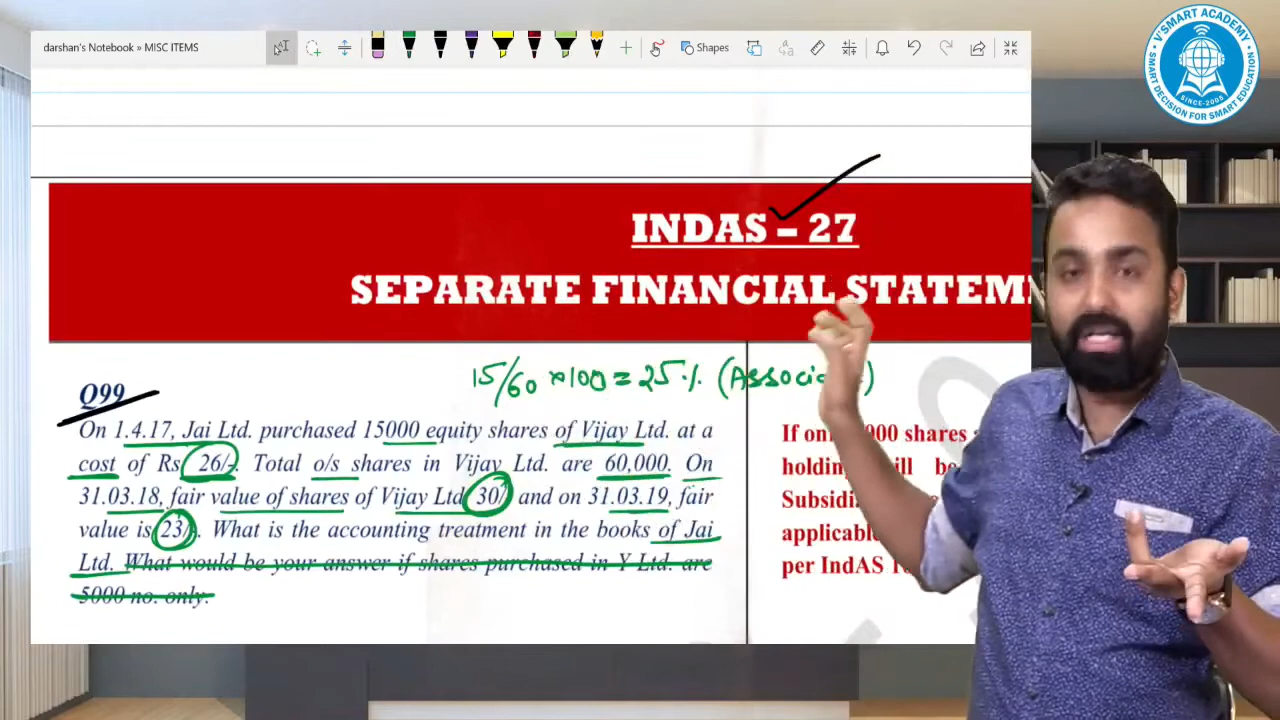 darshan's Notebook » MISC ITEMS
Shapes
V'SMART ACADEMY
SINCE-2005
SMART DECISION FOR SMART EDUCATION
INDAS – 27
SEPARATE FINANCIAL STATEM
15/60 ×100 = 25% (Associ )
Q99
On 1.4.17, Jai Ltd. purchased 15000 equity shares of Vijay Ltd. at a
cost of Rs 26/-. Total o/s shares in Vijay Ltd. are 60,000. On
31.03.18, fair value of shares of Vijay Ltd 30/ and on 31.03.19, fair
value is 23/. What is the accounting treatment in the books of Jai
Ltd. What would be your answer if shares purchased in Y Ltd. are
5000 no. only.
If on 000 shares
holdin ill be
Subsidi
applicabl
per IndAS